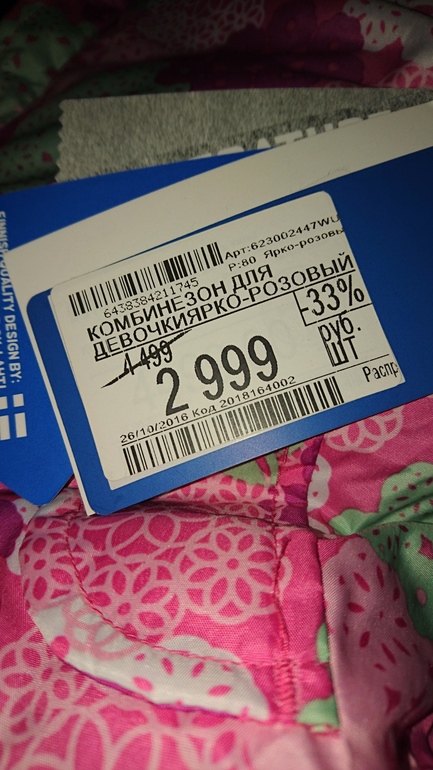 FINNISH QUALITY DESIGN BY:
Арт:623002447WU
Р:80 Ярко-розовы
6438384211745
КОМБИНЕЗОН ДЛЯ
ДЕВОЧКИЯРКО-РОЗОВЫЙ
-33%
4 499
2 999
руб.
ШТ
26/10/2016 Код 2018164002
Распр